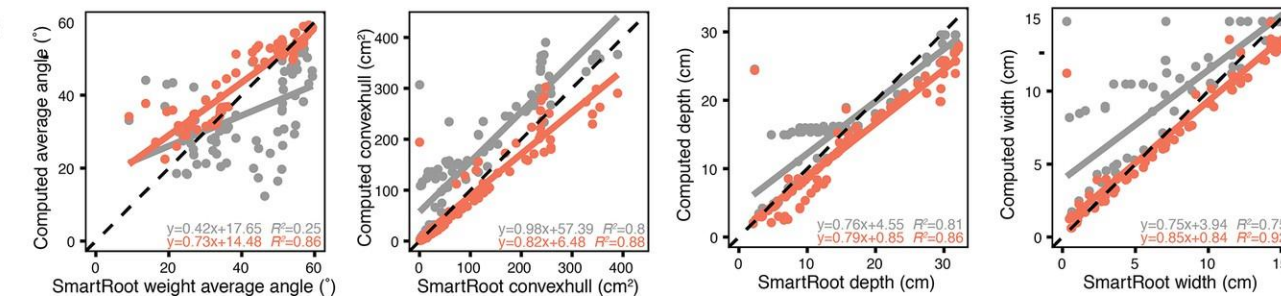 Computed average angle (˚)
60
40
20
0
0 20 40 60
y=0.42x+17.65 R²=0.25
y=0.73x+14.48 R²=0.86
SmartRoot weight average angle (˚)
Computed convexhull (cm²)
400
300
200
100
0
0 100 200 300 400
y=0.98x+57.39 R²=0.8
y=0.82x+6.48 R²=0.88
SmartRoot convexhull (cm²)
Computed depth (cm)
30
20
10
0
0 10 20 30
y=0.76x+4.55 R²=0.81
y=0.79x+0.85 R²=0.86
SmartRoot depth (cm)
Computed width (cm)
15
10
5
0
0 5 10 15
y=0.75x+3.94
y=0.85x+0.84
SmartRoot width (cm)